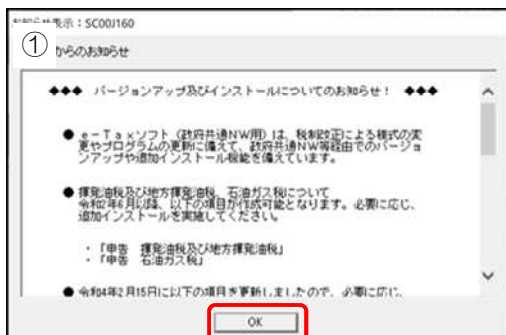 お知らせ表示：SC00J160
①
からのお知らせ
◆◆◆ バージョンアップ及びインストールについてのお知らせ！ ◆◆◆
● e－Taxソフト（政府共通NW用）は、税制改正による様式の変
更やプログラムの更新に備えて、政府共通NW等経由でのバージョ
ンアップや追加インストール機能を備えています。
● 揮発油税及び地方揮発油税、石油ガス税について
令和2年6月以降、以下の項目が作成可能となります。必要に応じ、
追加インストールを実施してください。
・「申告　揮発油税及び地方揮発油税」
・「申告　石油ガス税」
● 令和4年2月15日に以下の項目を更新しましたので、必要に応じ、
OK